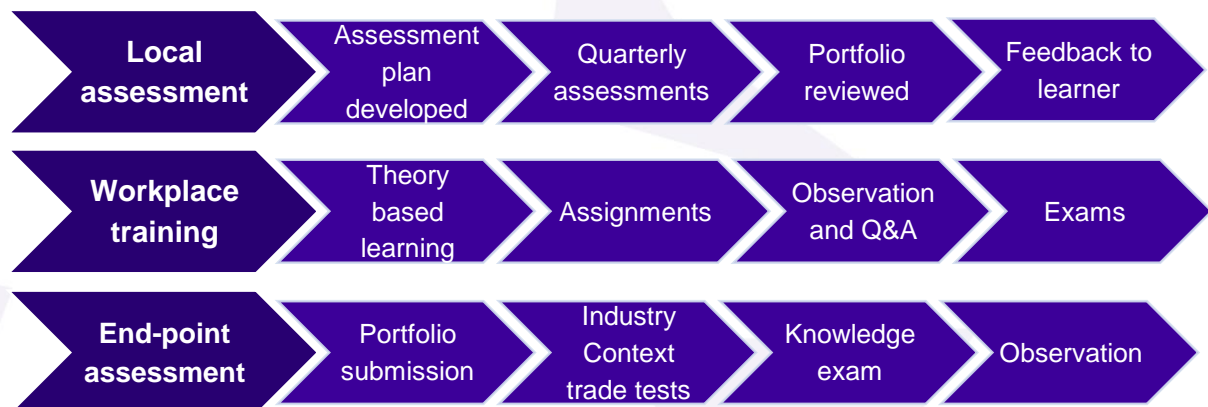 Local
assessment
Assessment
plan
developed
Quarterly
assessments
Portfolio
reviewed
Feedback to
learner
Workplace
training
Theory
based
learning
Assignments
Observation
and Q&A
Exams
End-point
assessment
Portfolio
submission
Industry
Context
trade tests
Knowledge
exam
Observation